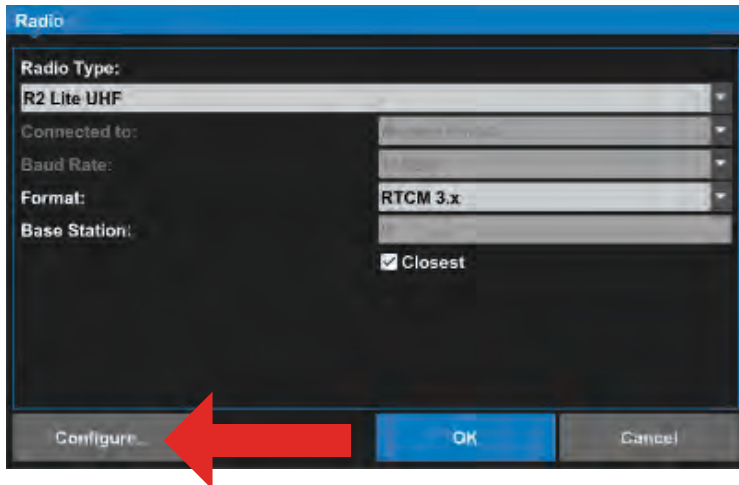 Radio
Radio Type:
R2 Lite UHF
Connected to:
Baud Rate:
Format: RTCM 3.x
Base Station:
Closest
Configure...
OK Cancel